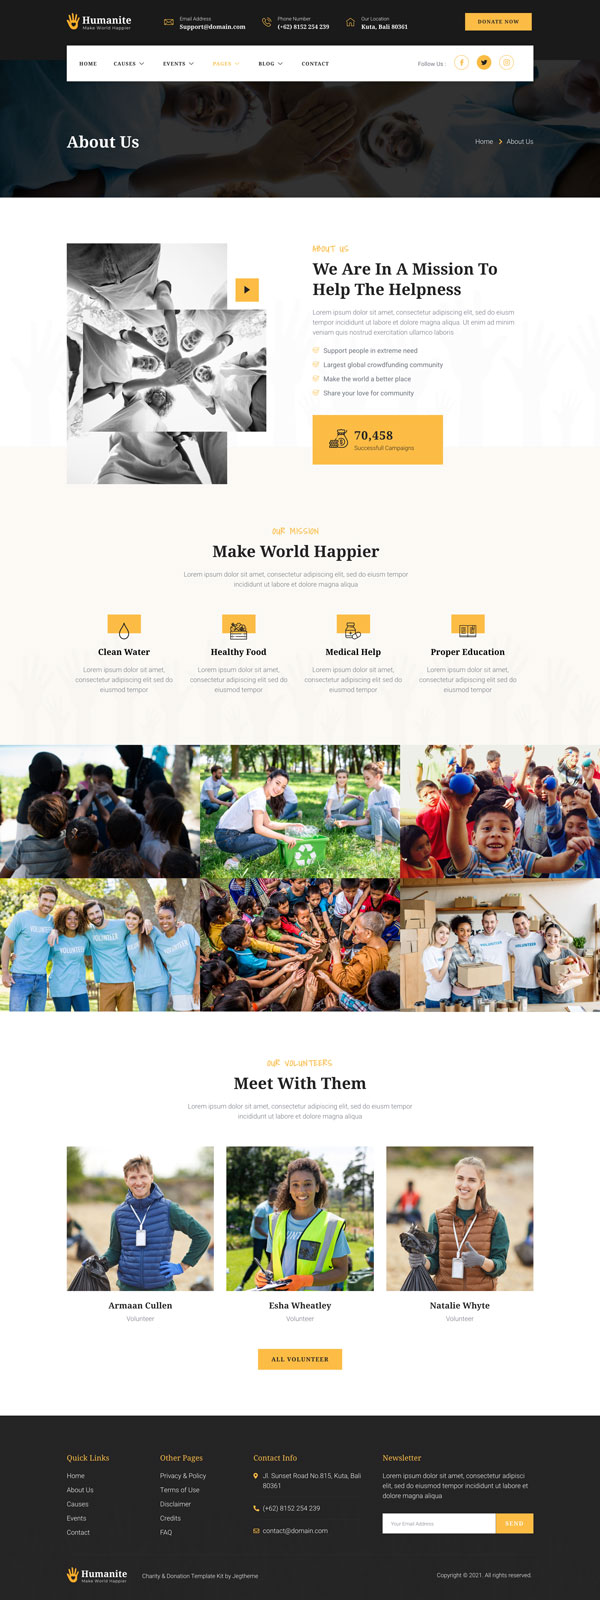 Humanite
Make World Happier
Email Address
Support@domain.com
Phone Number
(+62) 8152 254 239
Our Location
Kuta, Bali 80361
DONATE NOW
HOME
CAUSES
EVENTS
PAGES
BLOG
CONTACT
Follow Us :
About Us
Home
About Us
ABOUT US
We Are In A Mission To
Help The Helpness
Lorem ipsum dolor sit amet, consectetur adipiscing elit, sed do eiusmod
tempor incididunt ut labore et dolore magna aliqua. Ut enim ad minim
veniam quis nostrud exercitation ullamco laboris
Support people in extreme need
Largest global crowdfunding community
Make the world a better place
Share your love for community
70,458
Successfull Campaigns
OUR MISSION
Make World Happier
Lorem ipsum dolor sit amet, consectetur adipiscing elit, sed do eiusmod tempor
incididunt ut labore et dolore magna aliqua
Clean Water
Lorem ipsum dolor sit amet,
consectetur adipiscing elit sed do
eiusmod tempor
Healthy Food
Lorem ipsum dolor sit amet,
consectetur adipiscing elit sed do
eiusmod tempor
Medical Help
Lorem ipsum dolor sit amet,
consectetur adipiscing elit sed do
eiusmod tempor
Proper Education
Lorem ipsum dolor sit amet,
consectetur adipiscing elit sed do
eiusmod tempor
VOLUNTEER
VOLUNTEER
VOLUNTEER
OUR VOLUNTEERS
Meet With Them
Lorem ipsum dolor sit amet, consectetur adipiscing elit, sed do eiusmod tempor
incididunt ut labore et dolore magna aliqua
Armaan Cullen
Volunteer
Esha Wheatley
Volunteer
Natalie Whyte
Volunteer
ALL VOLUNTEER
Quick Links
Home
About Us
Causes
Events
Contact
Other Pages
Privacy & Policy
Terms of Use
Disclaimer
Credits
FAQ
Contact Info
Jl. Sunset Road No.815, Kuta, Bali
80361
(+62) 8152 254 239
contact@domain.com
Newsletter
Lorem ipsum dolor sit amet, consectetur adipisci
elit, sed do eiusmod tempor incididunt ut labore et
dolore magna aliqua
Your Email Address
SEND
Humanite
Make World Happier
Charity & Donation Template Kit by Jegtheme
Copyright © 2021. All rights reserved.